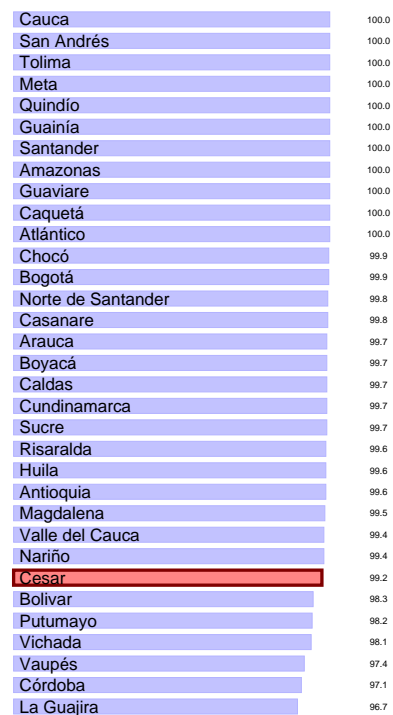 Cauca 100.0
San Andrés 100.0
Tolima 100.0
Meta 100.0
Quindío 100.0
Guainía 100.0
Santander 100.0
Amazonas 100.0
Guaviare 100.0
Caquetá 100.0
Atlántico 100.0
Chocó 99.9
Bogotá 99.9
Norte de Santander 99.8
Casanare 99.8
Arauca 99.7
Boyacá 99.7
Caldas 99.7
Cundinamarca 99.7
Sucre 99.7
Risaralda 99.6
Huila 99.6
Antioquia 99.6
Magdalena 99.5
Valle del Cauca 99.4
Nariño 99.4
Cesar 99.2
Bolivar 98.3
Putumayo 98.2
Vichada 98.1
Vaupés 97.4
Córdoba 97.1
La Guajira 96.7